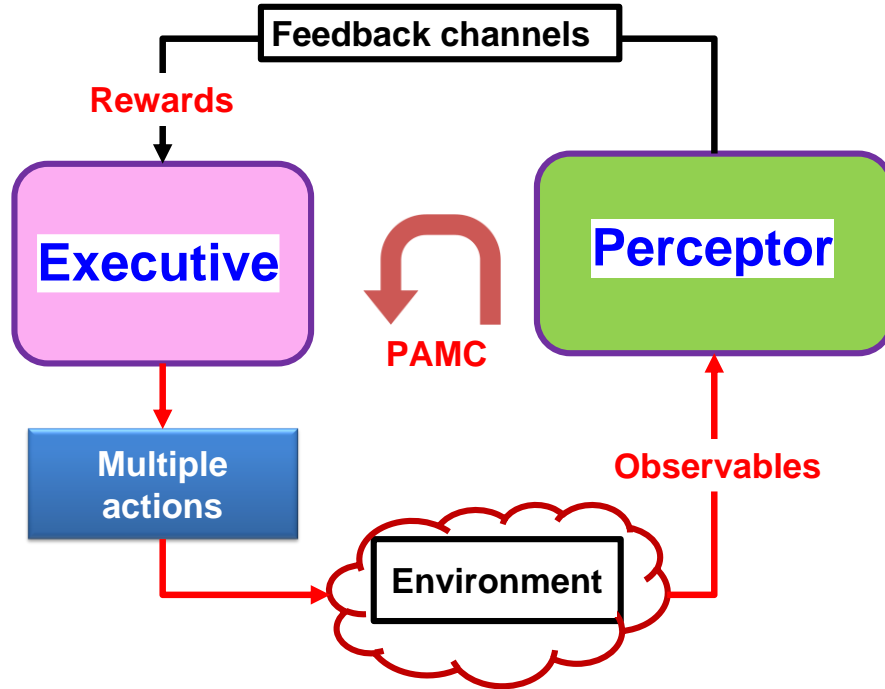 Feedback channels
Rewards
Executive
Perceptor
PAMC
Multiple
actions
Observables
Environment